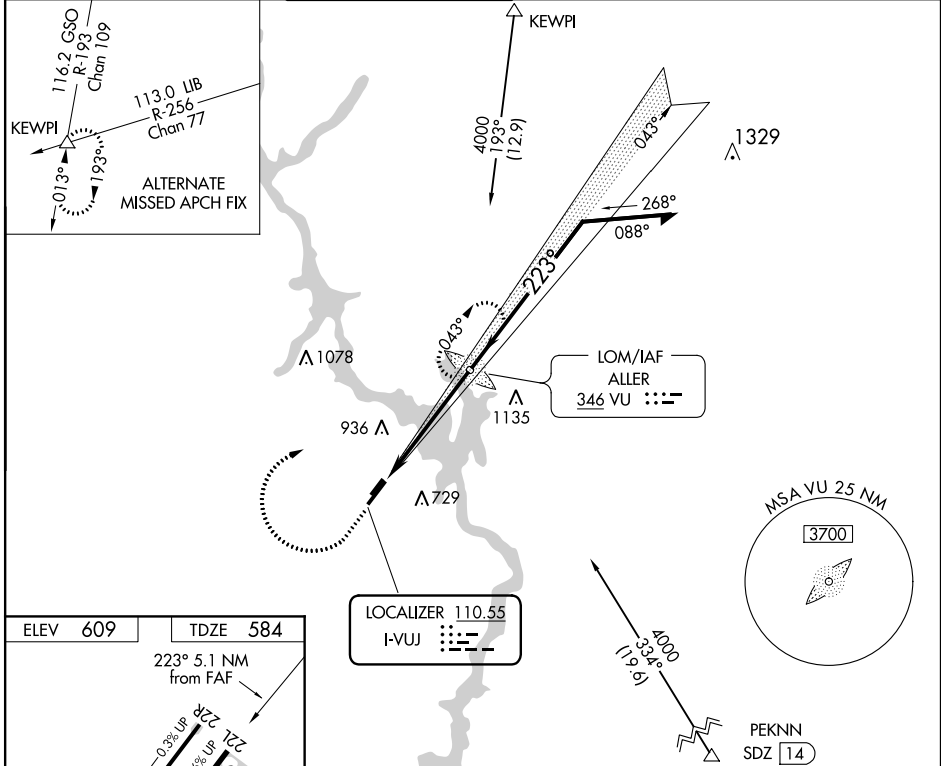 116.2 GSO
R-193
Chan 109
113.0 LIB
R-256
Chan 77
KEWPI
013°
193°
ALTERNATE
MISSED APCH FIX
KEWPI
4000
193°
(12.9)
043°
1329
268°
088°
223°
043°
1078
LOM/IAF
ALLER
346 VU
1135
936
729
MSA VU 25 NM
3700
LOCALIZER 110.55
I-VUJ
4000
334°
(19.6)
PEKNN
SDZ 14
ELEV 609
TDZE 584
223° 5.1 NM
from FAF
22R
22L
0.3% UP
% UP